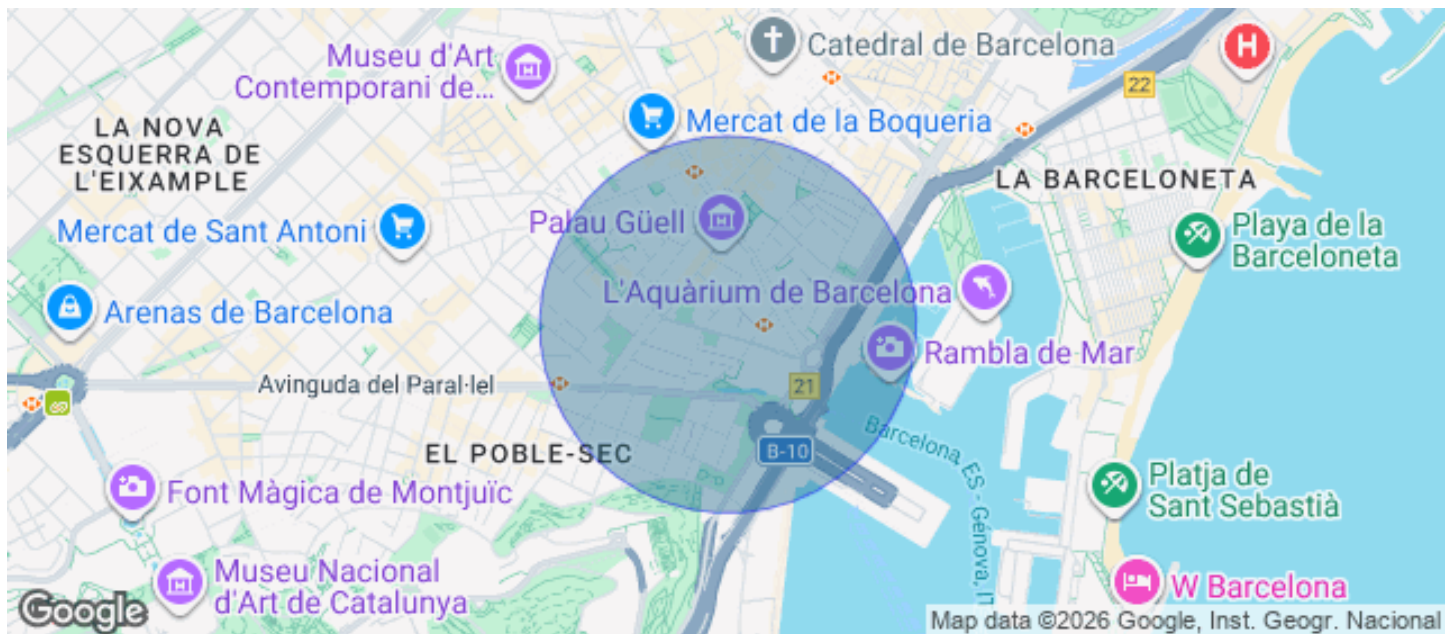 Museu d'Art
Contemporani de...
Catedral de Barcelona
H
22
LA NOVA
ESQUERRA DE
L'EIXAMPLE
Mercat de la Boqueria
LA BARCELONETA
Palau Güell
Mercat de Sant Antoni
Playa de la
Barceloneta
L'Aquàrium de Barcelona
Arenas de Barcelona
Rambla de Mar
Avinguda del Paral·lel
21
EL POBLE-SEC
B-10
Barcelona, ES - Génova, IT
Font Màgica de Montjuïc
Platja de
Sant Sebastià
Museu Nacional
d'Art de Catalunya
W Barcelona
Google
Map data ©2026 Google, Inst. Geogr. Nacional